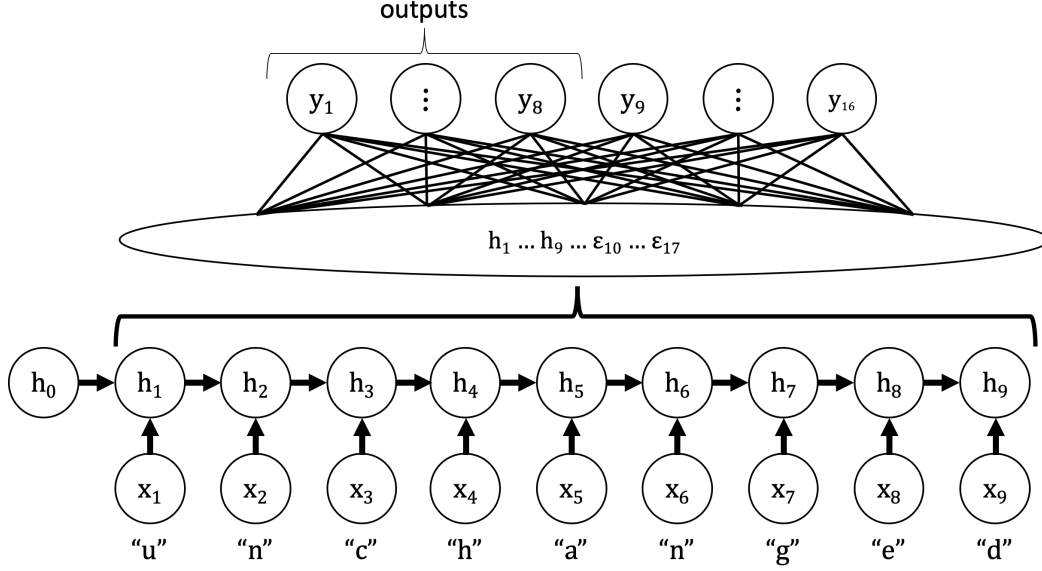 outputs
y₁ ⋮ y₈ y₉ ⋮ y₁₆
h₁ ... h₉ ... ε₁₀ ... ε₁₇
h₀ h₁ h₂ h₃ h₄ h₅ h₆ h₇ h₈ h₉
x₁ x₂ x₃ x₄ x₅ x₆ x₇ x₈ x₉
“u” “n” “c” “h” “a” “n” “g” “e” “d”